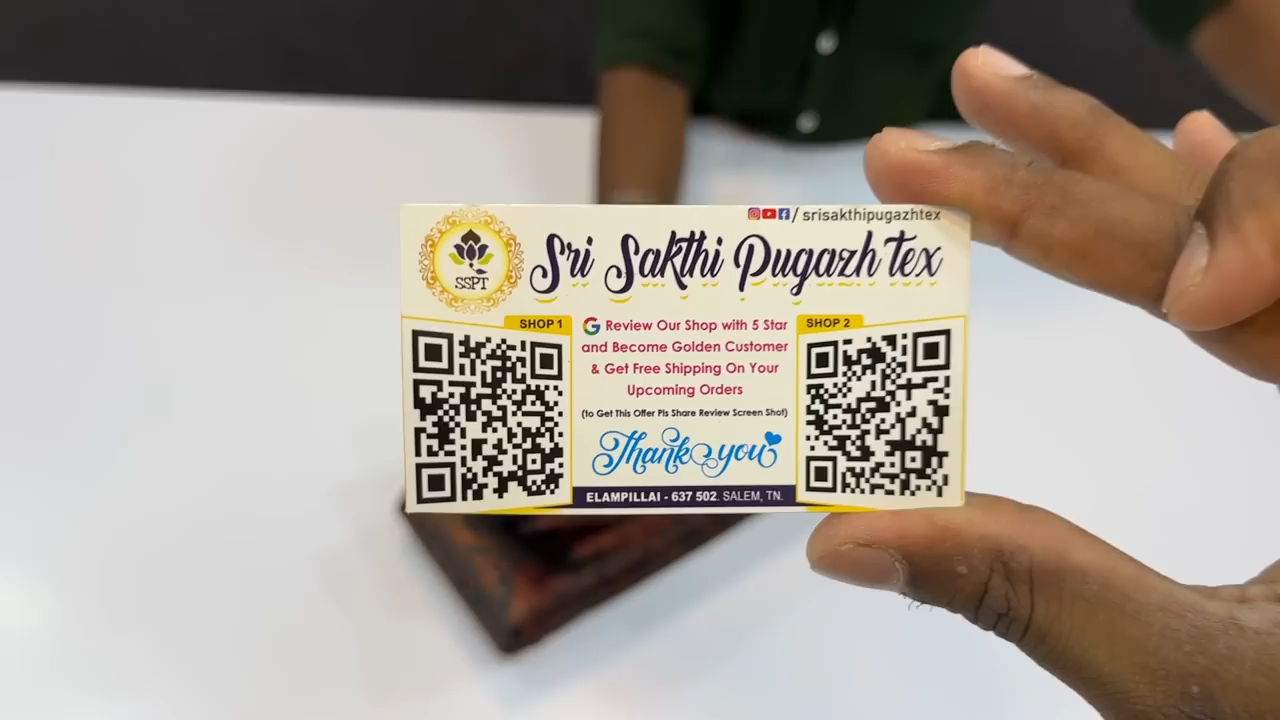 / srisakthipugazhtex
SSPT
Sri Sakthi Pugazh tex
SHOP 1
Review Our Shop with 5 Star
and Become Golden Customer
& Get Free Shipping On Your
Upcoming Orders
(to Get This Offer Pls Share Review Screen Shot)
Thank you
ELAMPILLAI - 637 502. SALEM, TN.
SHOP 2